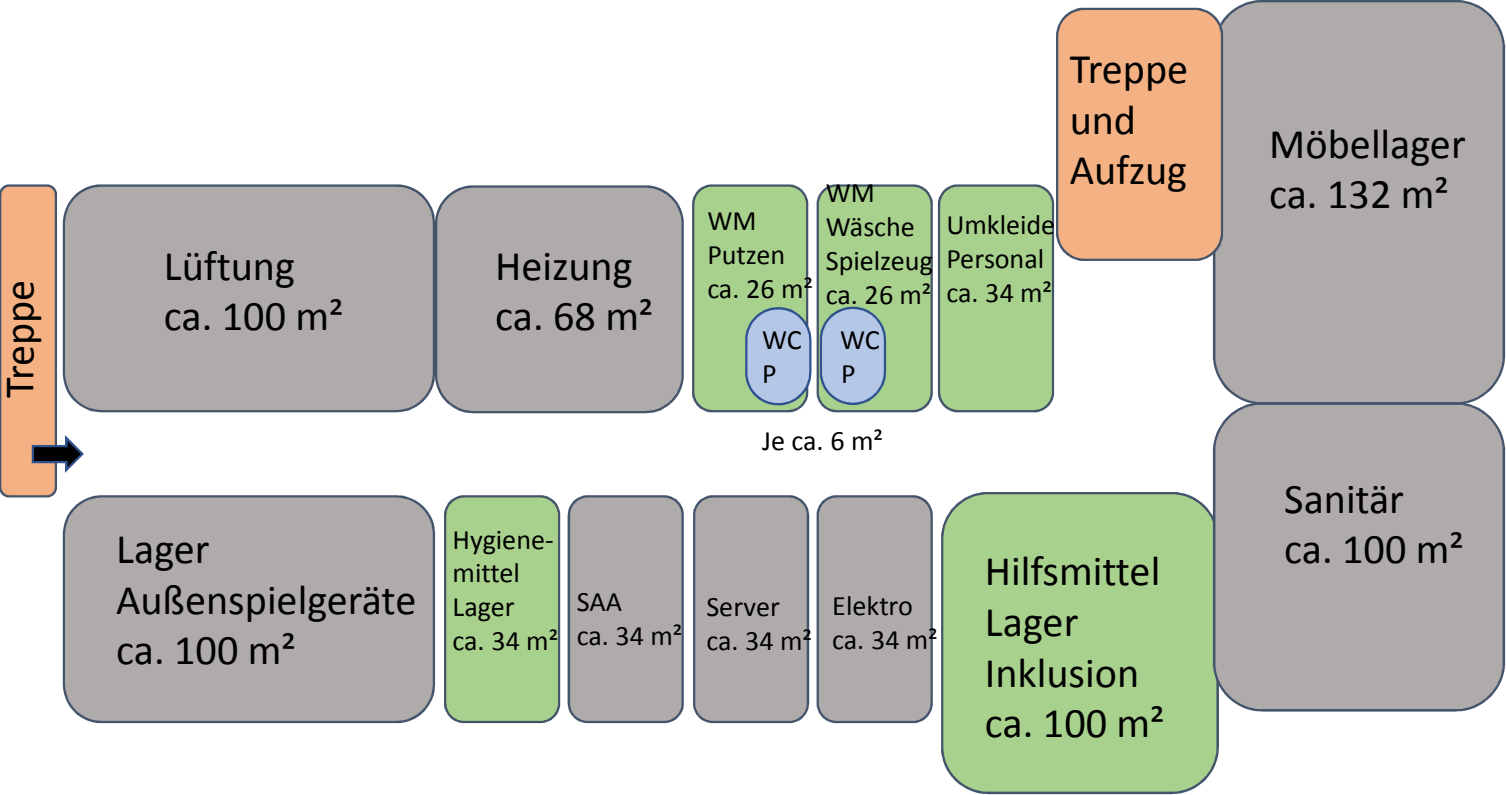 Treppe
und
Aufzug
Möbellager
ca. 132 m²
Treppe
Lüftung
ca. 100 m²
Heizung
ca. 68 m²
WM
Putzen
ca. 26 m²
WC
P
WM
Wäsche
Spielzeug
ca. 26 m²
WC
P
Umkleide
Personal
ca. 34 m²
Je ca. 6 m²
Lager
Außenspielgeräte
ca. 100 m²
Hygiene-
mittel
Lager
ca. 34 m²
SAA
ca. 34 m²
Server
ca. 34 m²
Elektro
ca. 34 m²
Hilfsmittel
Lager
Inklusion
ca. 100 m²
Sanitär
ca. 100 m²